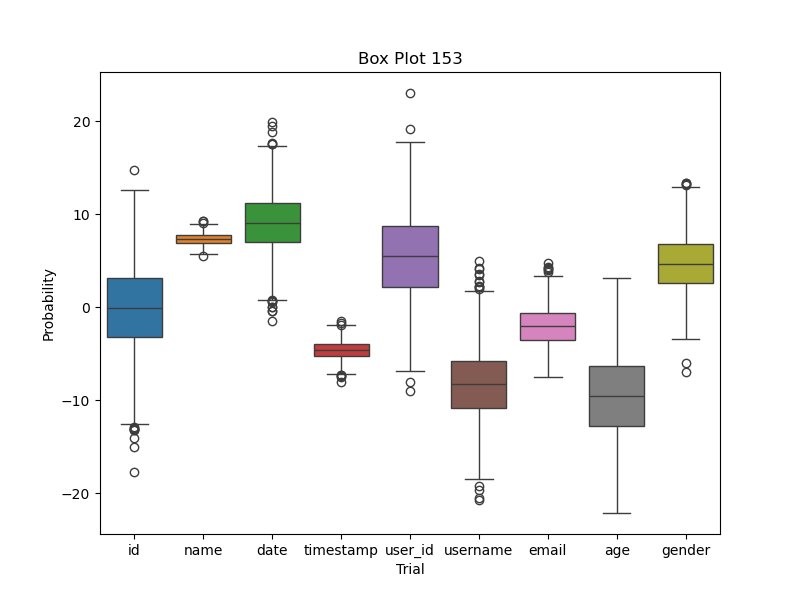 Box Plot 153
Probability
20
10
0
−10
−20
id name date timestamp user_id username email age gender
Trial